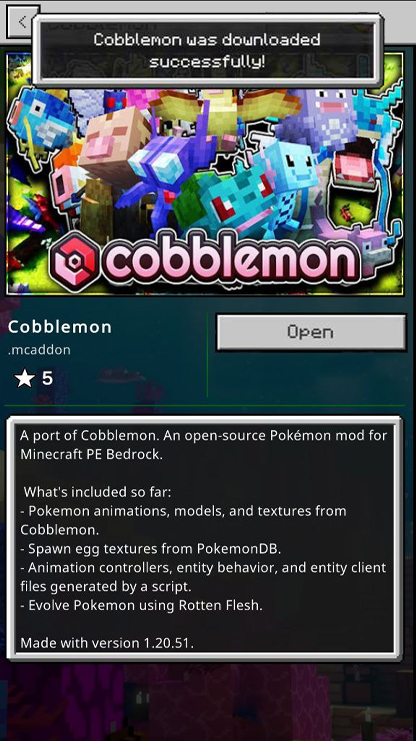 Cobblemon was downloaded
successfully!
cobblemon
Cobblemon
Open
.mcaddon
5
A port of Cobblemon. An open-source Pokémon mod for
Minecraft PE Bedrock.
What's included so far:
- Pokemon animations, models, and textures from
Cobblemon.
- Spawn egg textures from PokemonDB.
- Animation controllers, entity behavior, and entity client
files generated by a script.
- Evolve Pokemon using Rotten Flesh.
Made with version 1.20.51.